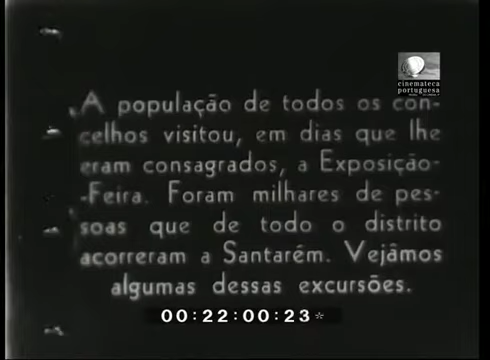 cinemateca
portuguesa
A população de todos os con-
celhos visitou, em dias que lhe
eram consagrados, a Exposição-
-Feira. Foram milhares de pes-
soas que de todo o distrito
acorreram a Santarém. Vejâmos
algumas dessas excursões.
00:22:00:23*